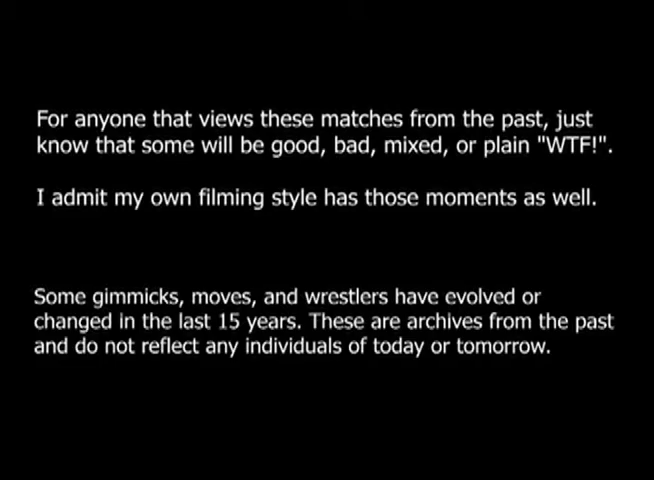 For anyone that views these matches from the past, just
know that some will be good, bad, mixed, or plain "WTF!".
I admit my own filming style has those moments as well.
Some gimmicks, moves, and wrestlers have evolved or
changed in the last 15 years. These are archives from the past
and do not reflect any individuals of today or tomorrow.